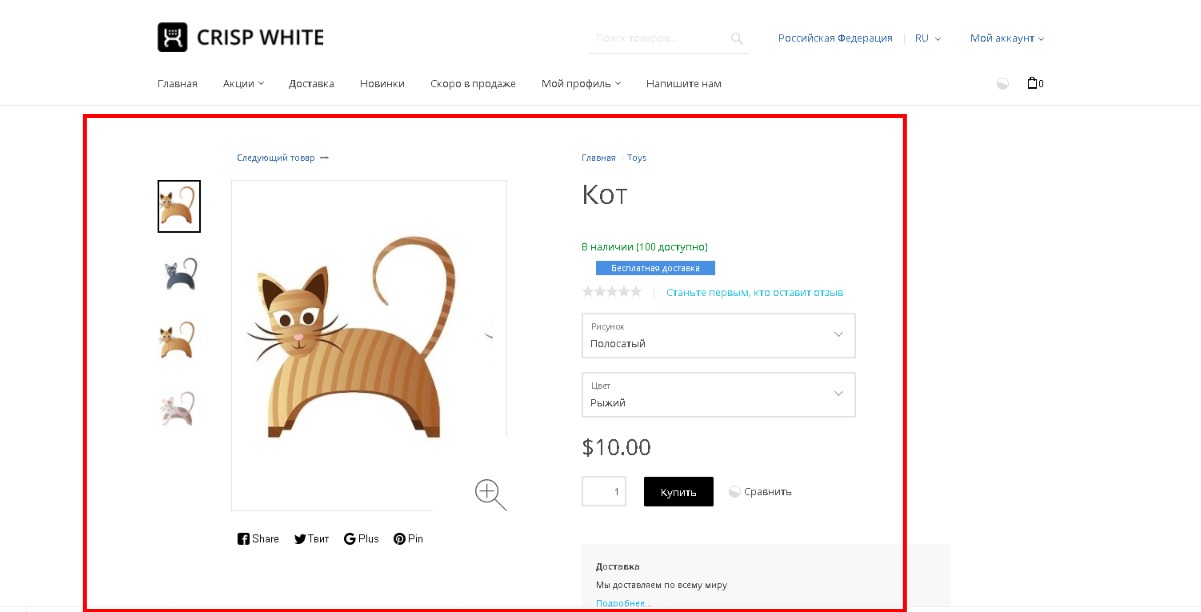 CRISP WHITE
Поиск товаров...
Российская Федерация
RU
Мой аккаунт
Главная
Акции
Доставка
Новинки
Скоро в продаже
Мой профиль
Напишите нам
0
Следующий товар →
Главная
Toys
Кот
В наличии (100 доступно)
Бесплатная доставка
Станьте первым, кто оставит отзыв
Рисунок
Полосатый
Цвет
Рыжий
$10.00
1
Купить
Сравнить
Share
Твит
Plus
Pin
Доставка
Мы доставляем по всему миру
Подробнее...